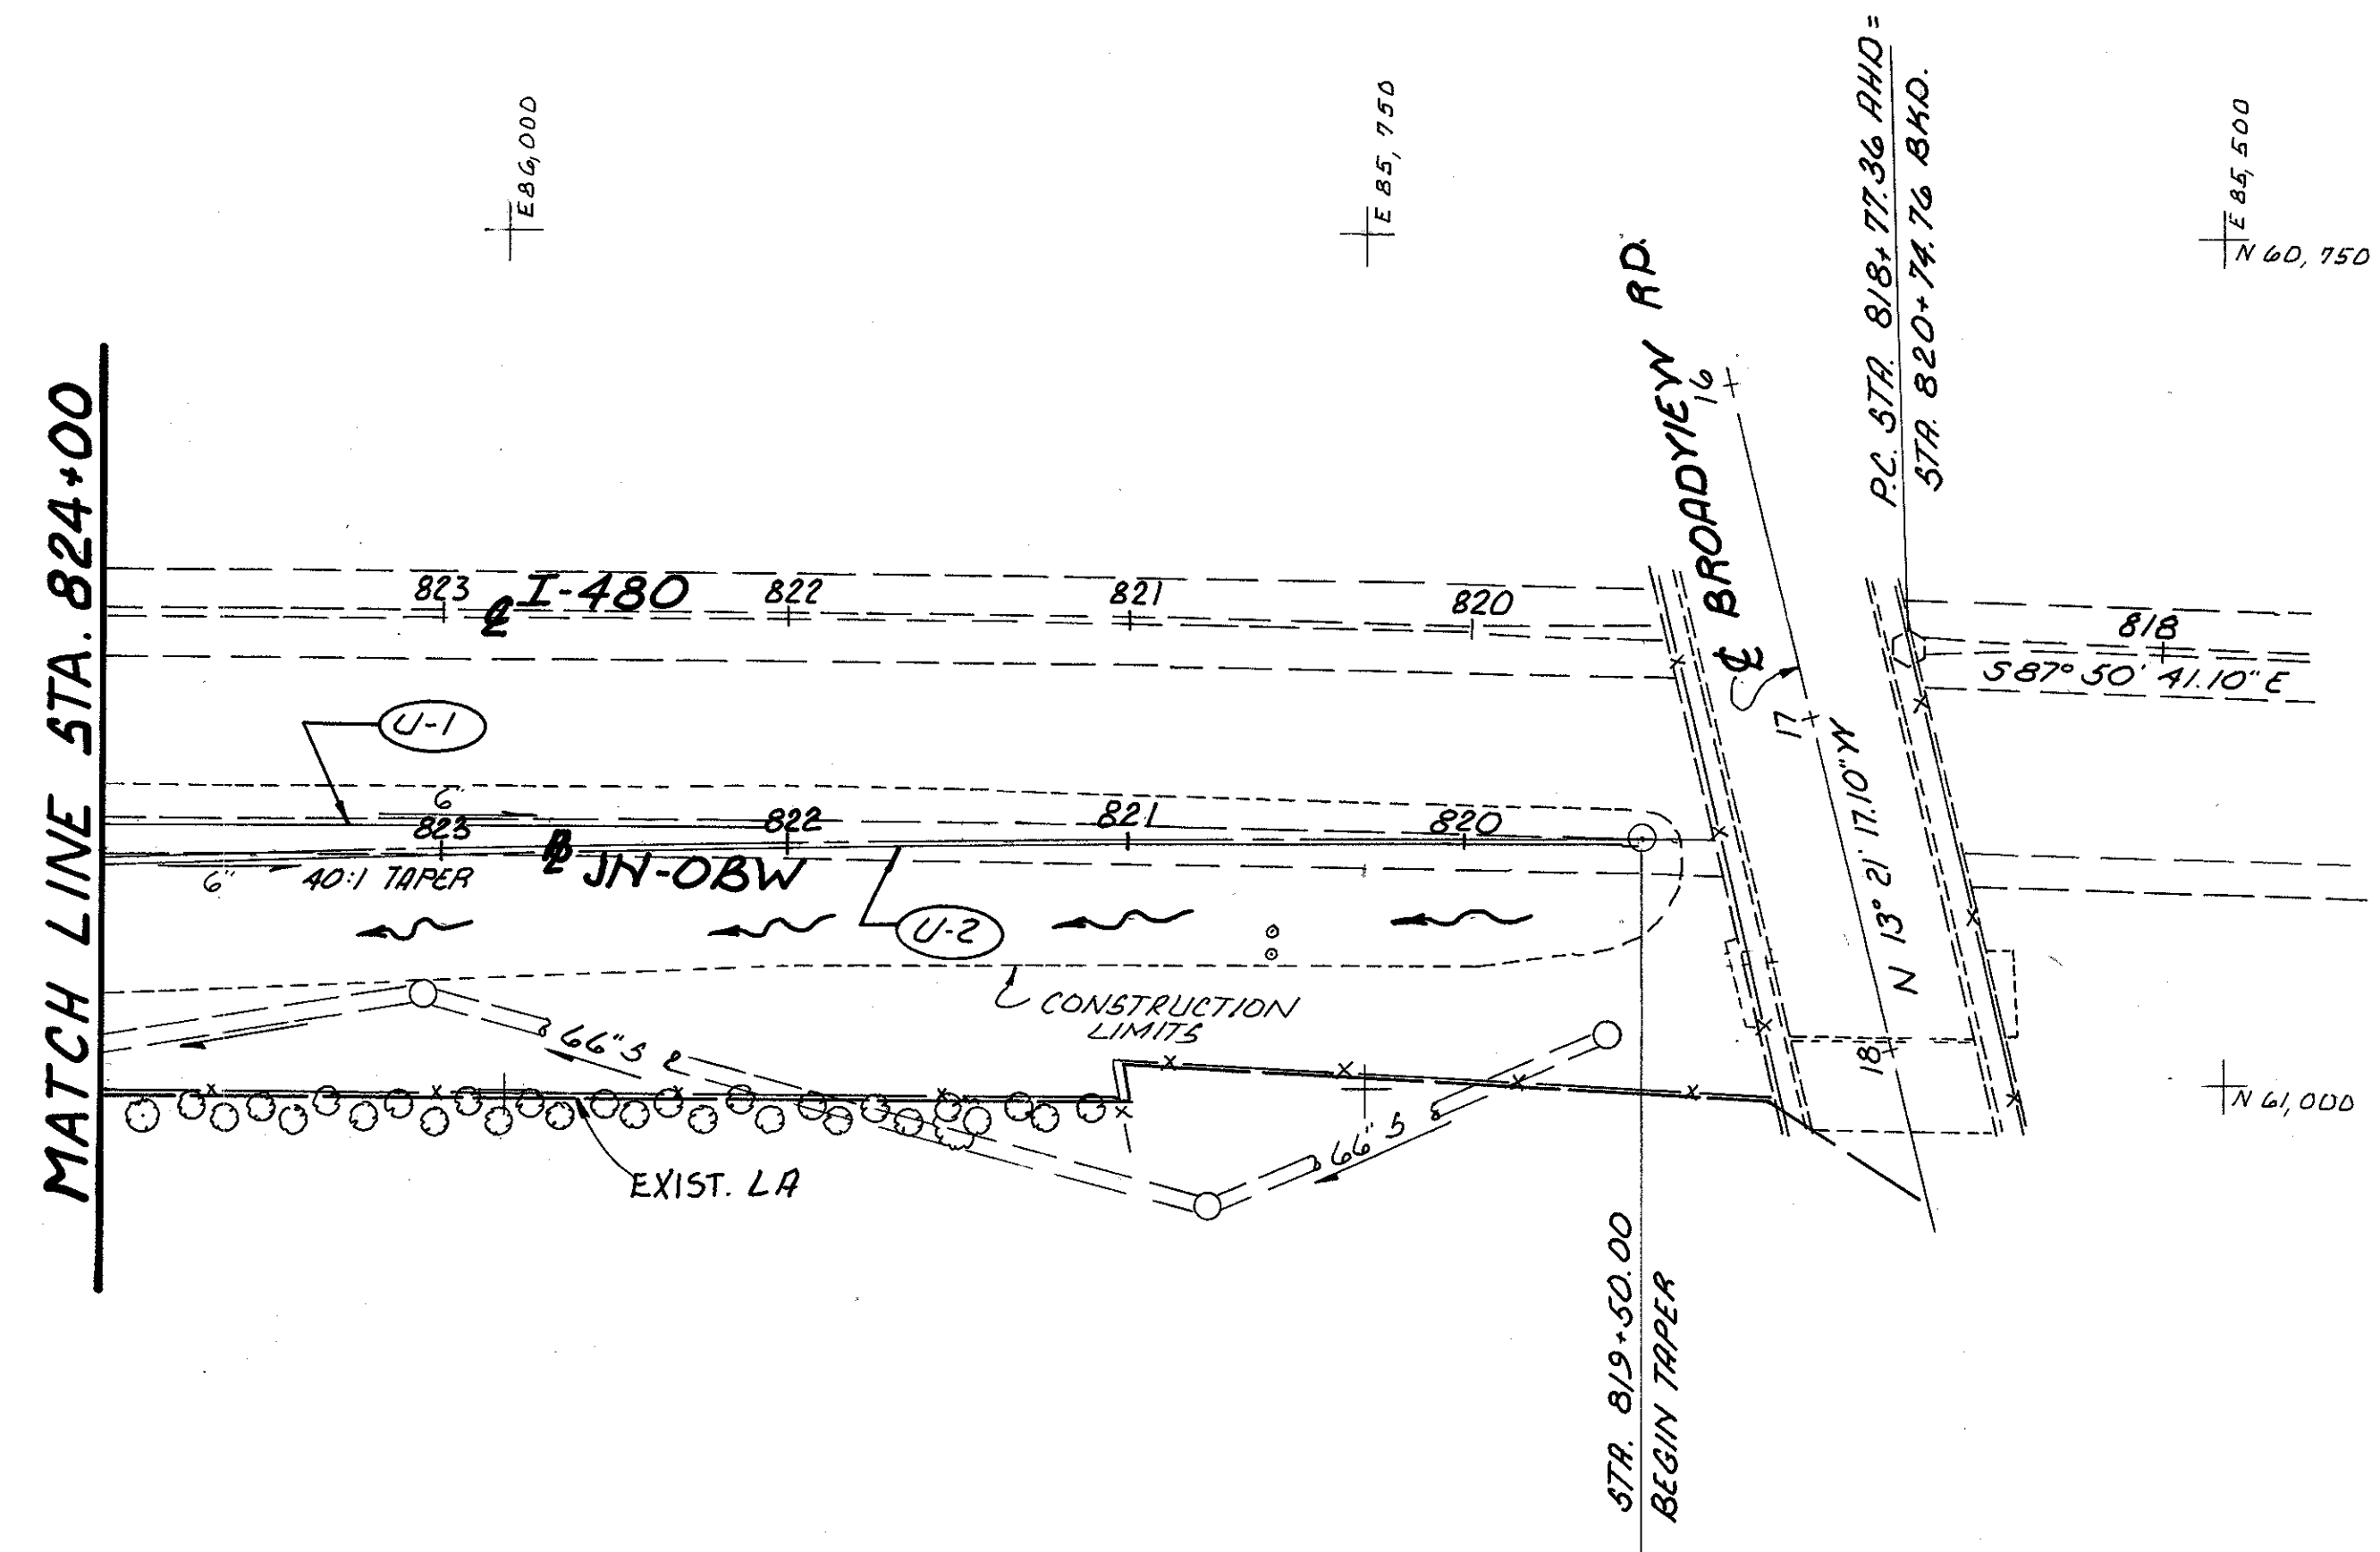 MATCH LINE STA. 824+00
E 86,000
E 85,750
E 85,500
N 60,750
P.C. STA. 818+77.36 AHD=
STA. 820+74.76 BKD.
℄ BROADVIEW RD.
16
17
18
N 13° 21' 17.10" W
823
℄ I-480
822
821
820
818
S 87° 50' 41.10" E
U-1
6"
823
822
821
820
6"
40:1 TAPER
JN-OBW
U-2
CONSTRUCTION
LIMITS
66" S
66" S
N 61,000
EXIST. LA
STA. 819+50.00
BEGIN TAPER